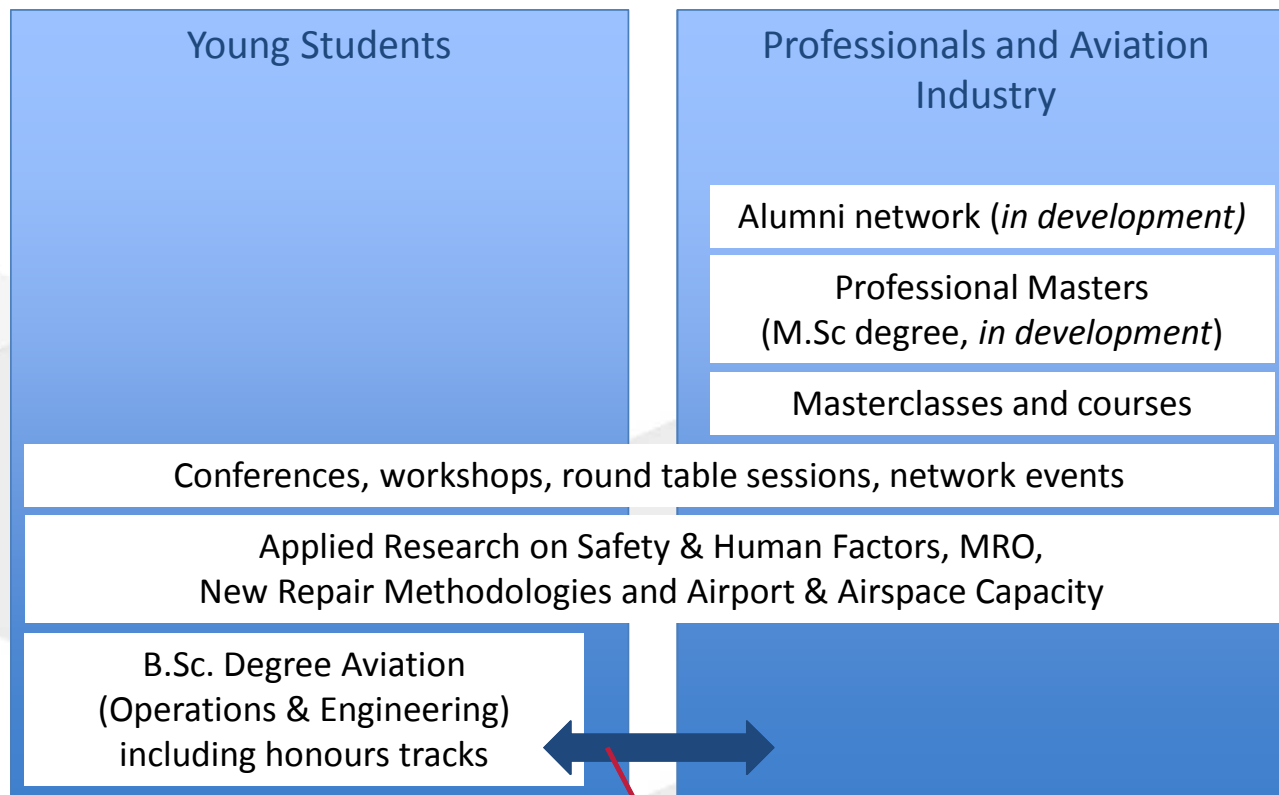 Young Students
Professionals and Aviation
Industry
Alumni network (in development)
Professional Masters
(M.Sc degree, in development)
Masterclasses and courses
Conferences, workshops, round table sessions, network events
Applied Research on Safety & Human Factors, MRO,
New Repair Methodologies and Airport & Airspace Capacity
B.Sc. Degree Aviation
(Operations & Engineering)
including honours tracks